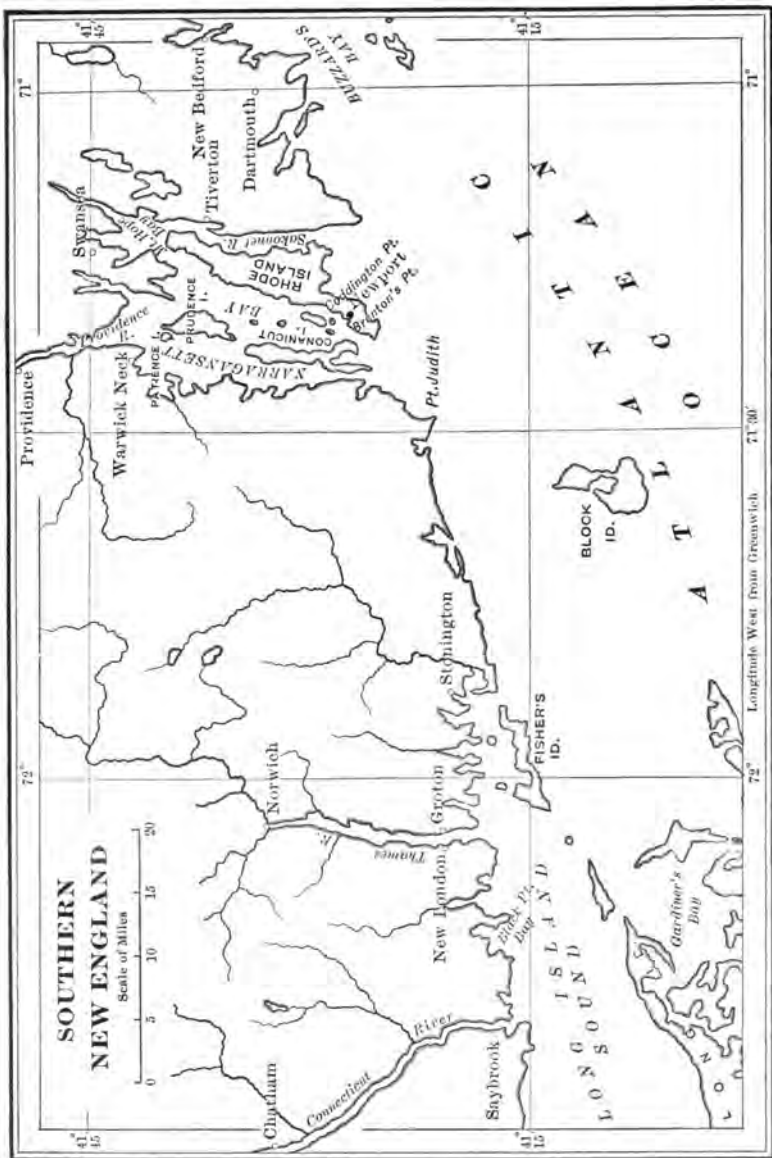 SOUTHERN
NEW ENGLAND
Scale of Miles
0 5 10 15 20
41° 45
41° 45
71°
71°
72°
72°
71°30'
41° 15
41° 15
Providence
Providence
R.
Swansea
Mt. Hope
Bay
New Bedford
Tiverton
Dartmouth
BUZZARD'S
BAY
Sakonnet R.
RHODE
ISLAND
PRUDENCE
I.
PATIENCE I.
Warwick Neck
NARRAGANSETT
BAY
CONANICUT
I.
Coddington Pt.
Newport
Brenton's Pt.
Pt. Judith
Chatham
Connecticut
River
Norwich
Thames
R.
New London
Groton
Stonington
Saybrook
Black Pt.
Bay
FISHER'S
ID.
BLOCK
ID.
LONG ISLAND
SOUND
Gardiner's
Bay
LONG
ATLANTIC
OCEAN
Longitude West from Greenwich